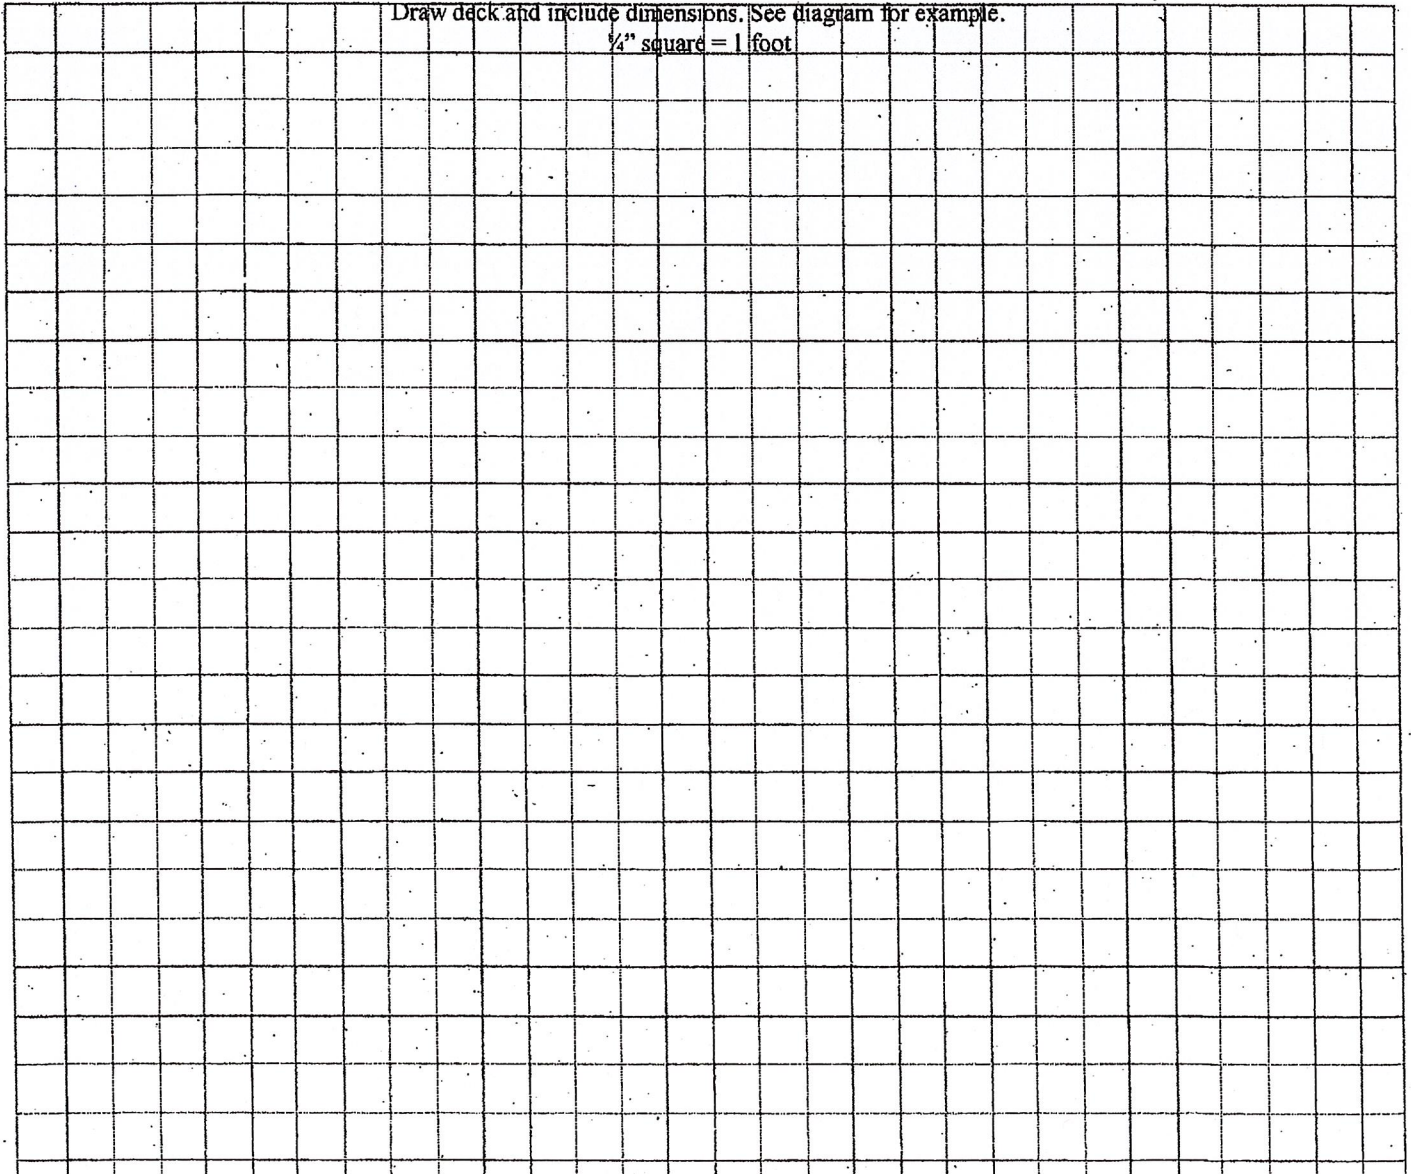 Draw deck and include dimensions. See diagram for example.
¼” square = 1 foot